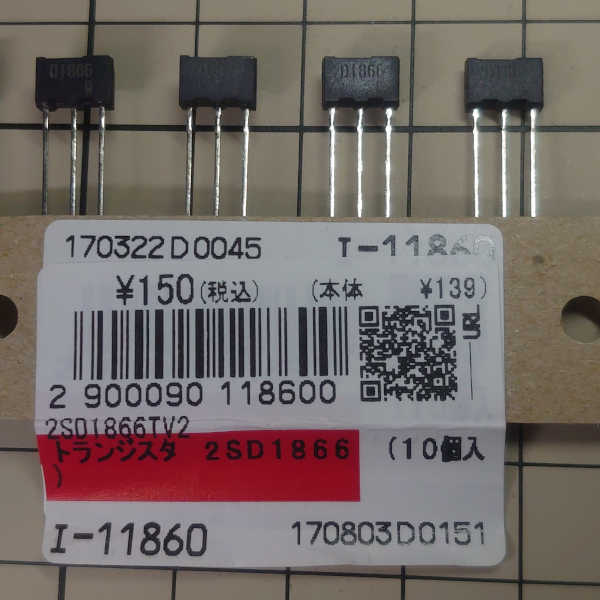 D1866
R
D1866
170322D0045 I-11860
¥150(税込) (本体 ¥139)
URL
2 900090 118600
2SD1866TV2
トランジスタ 2SD1866 (10個入
)
I-11860 170803D0151